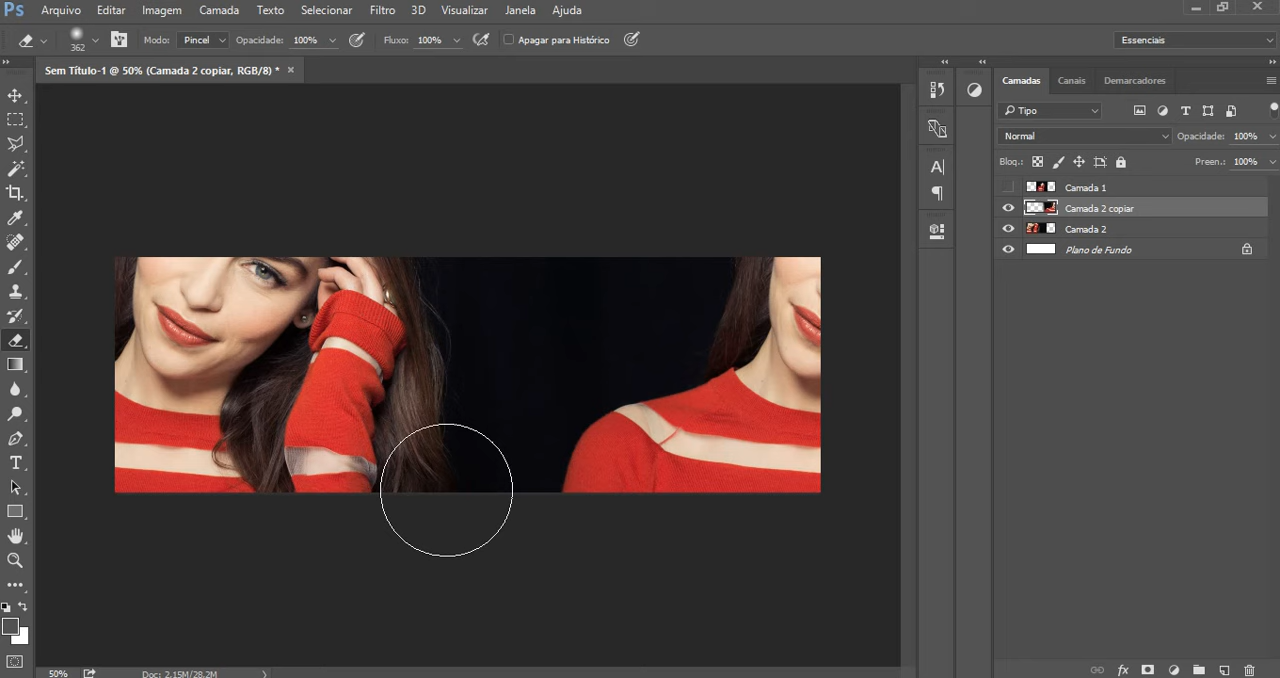 Ps Arquivo Editar Imagem Camada Texto Selecionar Filtro 3D Visualizar Janela Ajuda
362 Modo: Pincel Opacidade: 100% Fluxo: 100% Apagar para Histórico Essenciais
Sem Título-1 @ 50% (Camada 2 copiar, RGB/8) * ×
Camadas Canais Demarcadores
Tipo
Normal Opacidade: 100%
Bloq.: Preen.: 100%
Camada 1
Camada 2 copiar
Camada 2
Plano de Fundo
50% Doc: 2,15M/28,2M